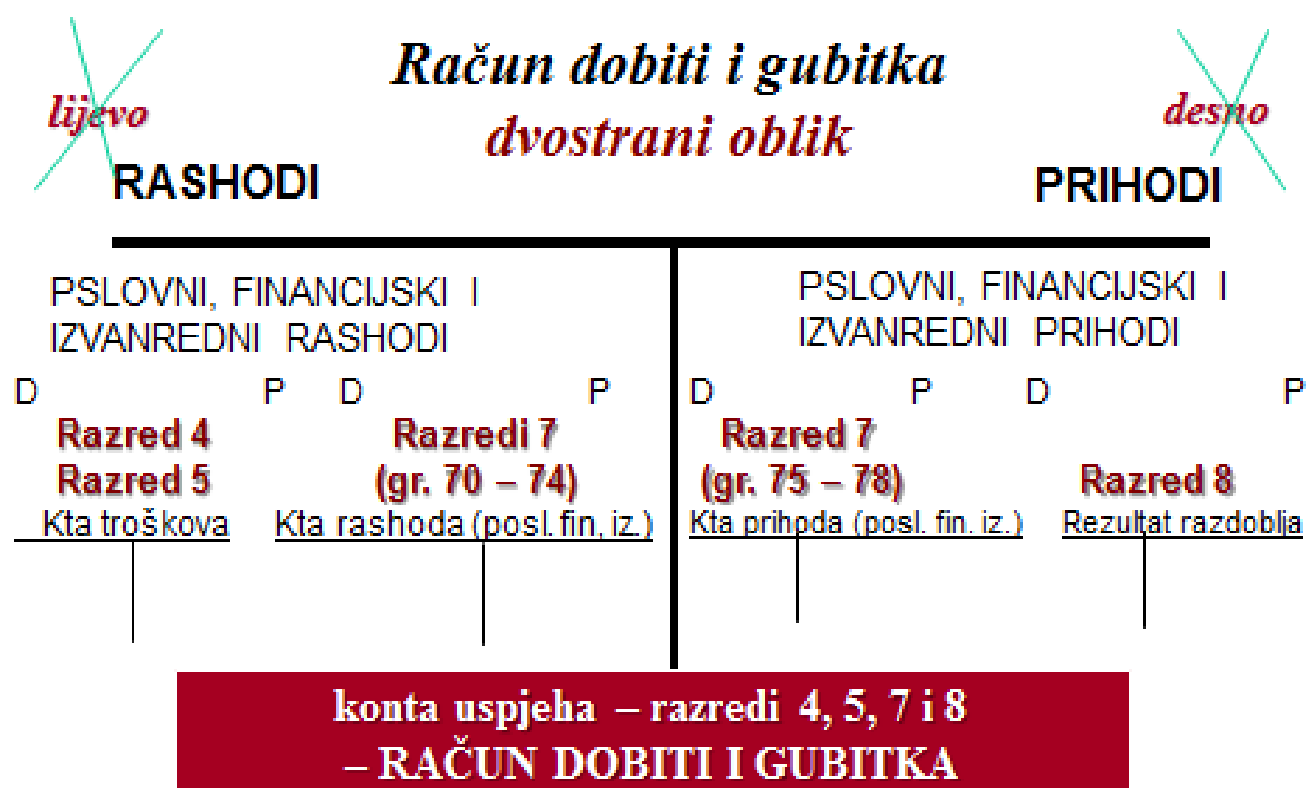 Račun dobiti i gubitka
lijevo
desno
dvostrani oblik
RASHODI
PRIHODI
PSLOVNI, FINANCIJSKI I
IZVANREDNI RASHODI
PSLOVNI, FINANCIJSKI I
IZVANREDNI PRIHODI
D P D P
D P D P
Razred 4
Razred 5
Kta troškova
Razredi 7
(gr. 70 – 74)
Kta rashoda (posl. fin, iz.)
Razred 7
(gr. 75 – 78)
Kta prihoda (posl. fin. iz.)
Razred 8
Rezultat razdoblja
konta uspjeha – razredi 4, 5, 7 i 8
– RAČUN DOBITI I GUBITKA